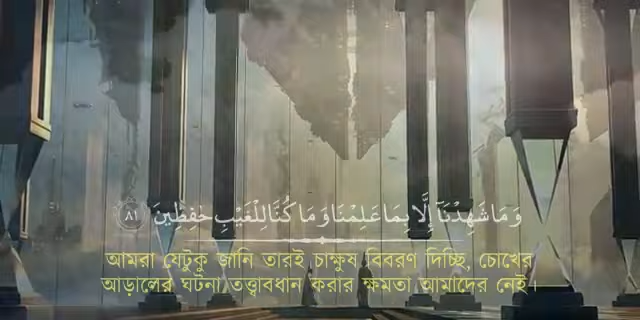 وَمَا شَهِدْنَآ إِلَّا بِمَا عَلِمْنَا وَمَا كُنَّا لِلْغَيْبِ حَٰفِظِينَ ٨١
আমরা যেটুকু জানি তারই চাক্ষুষ বিবরণ দিচ্ছি, চোখের
আড়ালের ঘটনা তত্ত্বাবধান করার ক্ষমতা আমাদের নেই।